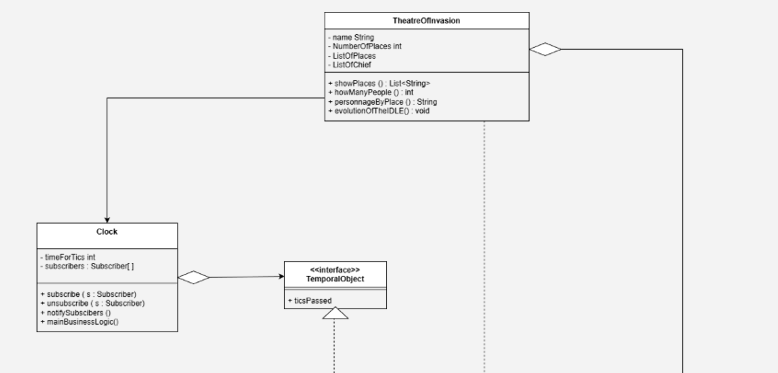 TheatreOfInvasion
- name String
- NumberOfPlaces int
- ListOfPlaces
- ListOfChief
+ showPlaces () : List<String>
+ howManyPeople () : int
+ personnageByPlace () : String
+ evolutionOfTheIDLE() : void
Clock
- timeForTics int
- subscribers : Subscriber[ ]
+ subscribe ( s : Subscriber)
+ unsubscribe ( s : Subscriber)
+ notifySubscibers ()
+ mainBusinessLogic()
<<interface>>
TemporalObject
+ ticsPassed